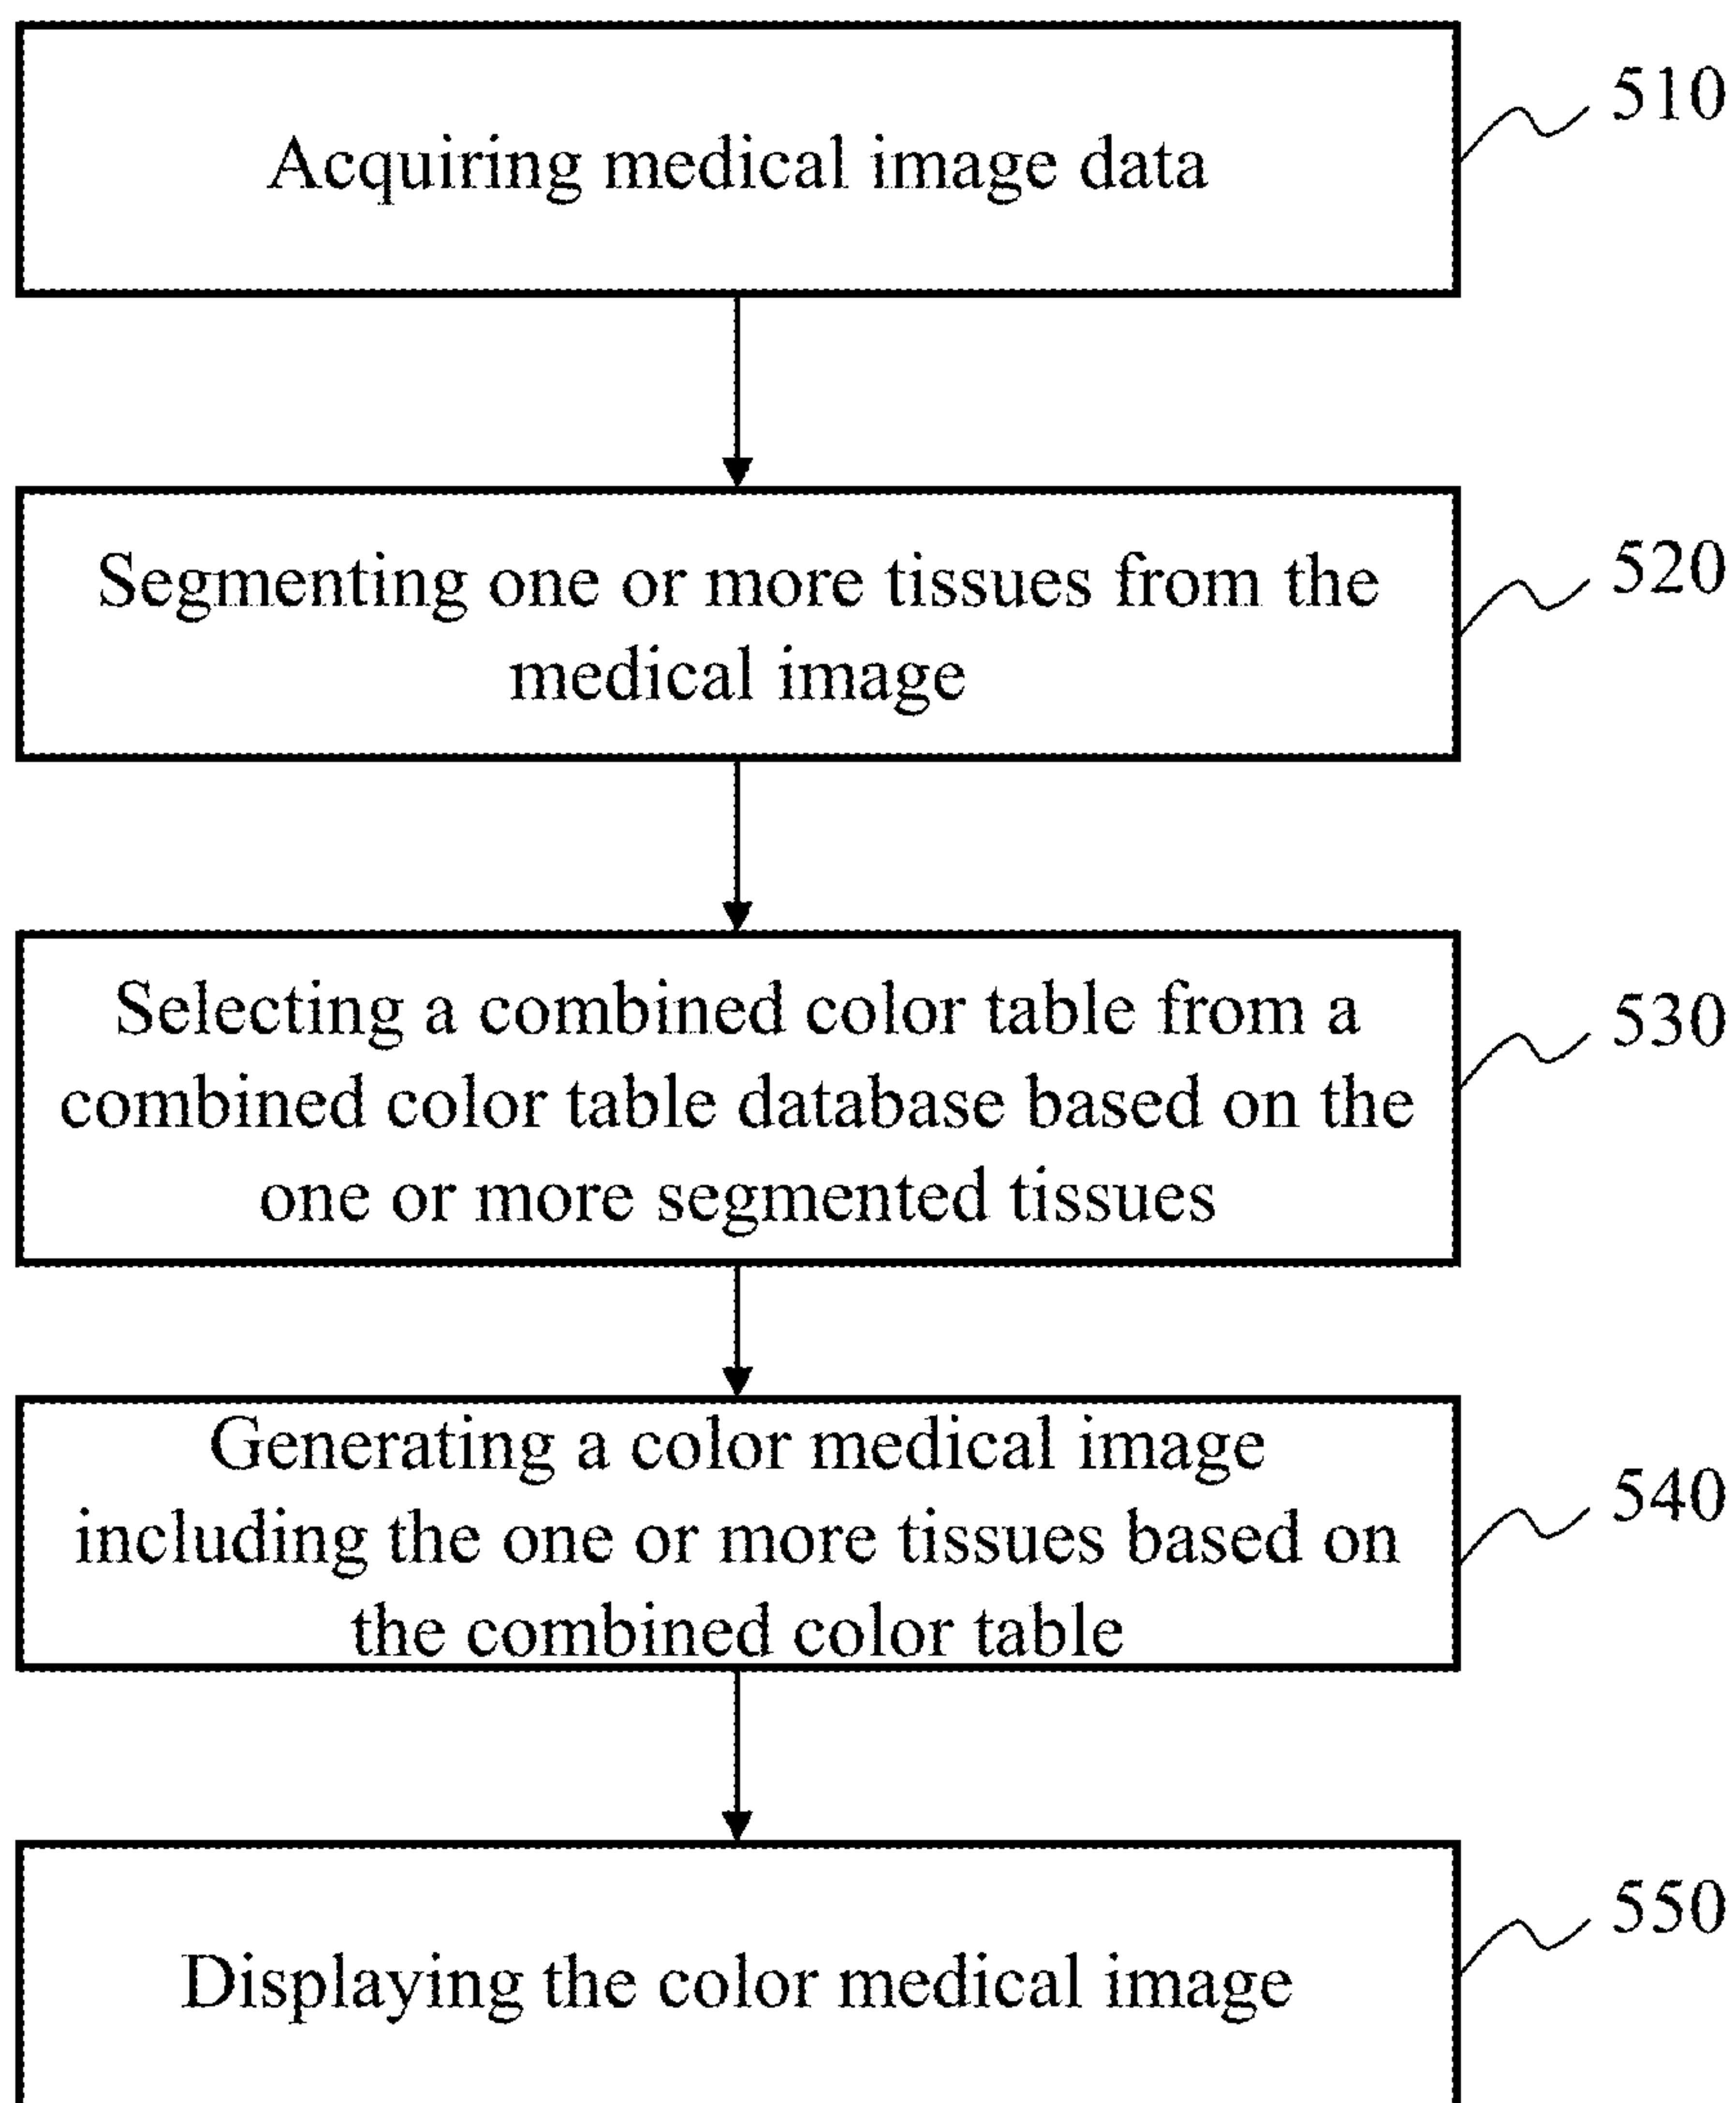 510
Acquiring medical image data
520
Segmenting one or more tissues from the
medical image
530
Selecting a combined color table from a
combined color table database based on the
one or more segmented tissues
540
Generating a color medical image
including the one or more tissues based on
the combined color table
550
Displaying the color medical image